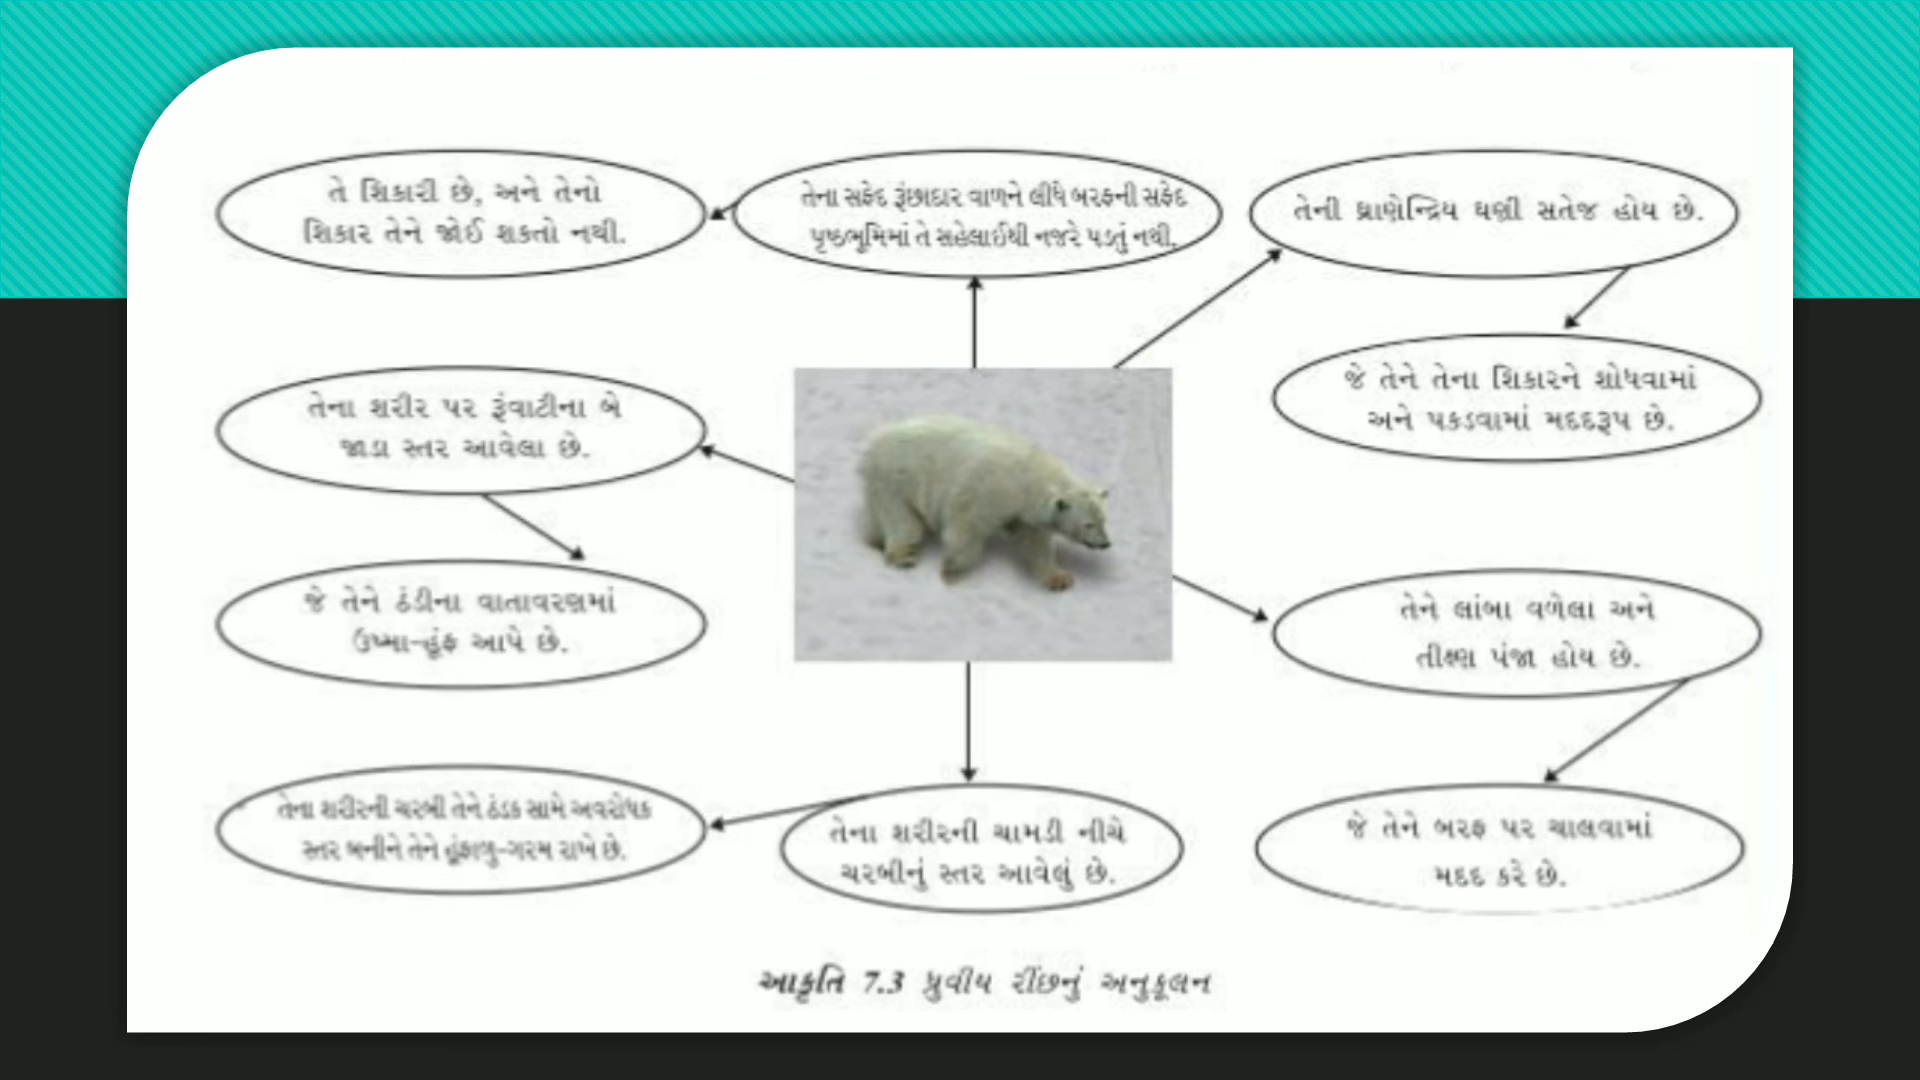 તે શિકારી છે, અને તેનો
શિકાર તેને જોઈ શકતો નથી.
તેના સફેદ રૂંછાદાર વાળને લીધે બરફની સફેદ
પૃષ્ઠભૂમિમાં તે સહેલાઈથી નજરે પડતું નથી.
તેની ઘ્રાણેન્દ્રિય ઘણી સતેજ હોય છે.
જે તેને તેના શિકારને શોધવામાં
અને પકડવામાં મદદરૂપ છે.
તેના શરીર પર રૂંવાટીના બે
જાડા સ્તર આવેલા છે.
જે તેને ઠંડીના વાતાવરણમાં
ઉષ્મા-હૂંફ આપે છે.
તેને લાંબા વળેલા અને
તીક્ષ્ણ પંજા હોય છે.
તેના શરીરની ચરબી તેને ઠંડક સામે અવરોધક
સ્તર બનીને તેને હૂંફાળુ-ગરમ રાખે છે.
તેના શરીરની ચામડી નીચે
ચરબીનું સ્તર આવેલું છે.
જે તેને બરફ પર ચાલવામાં
મદદ કરે છે.
આકૃતિ 7.3 ધ્રુવીય રીંછનું અનુકૂલન